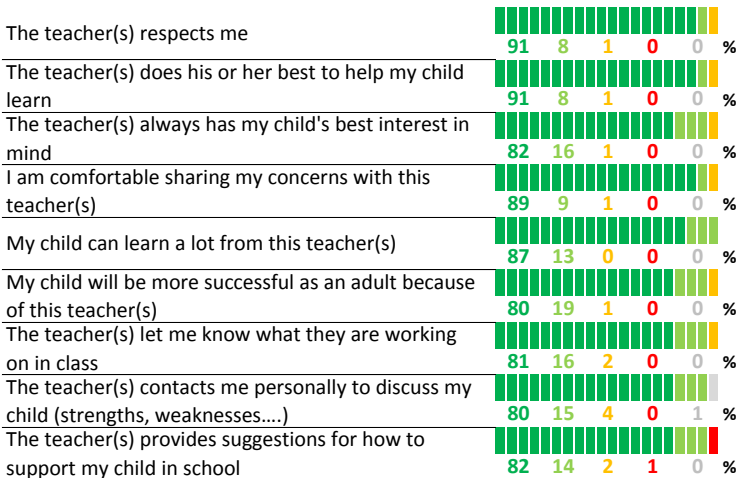 The teacher(s) respects me
91 8 1 0 0 %
The teacher(s) does his or her best to help my child
learn
91 8 1 0 0 %
The teacher(s) always has my child's best interest in
mind
82 16 1 0 0 %
I am comfortable sharing my concerns with this
teacher(s)
89 9 1 0 0 %
My child can learn a lot from this teacher(s)
87 13 0 0 0 %
My child will be more successful as an adult because
of this teacher(s)
80 19 1 0 0 %
The teacher(s) let me know what they are working
on in class
81 16 2 0 0 %
The teacher(s) contacts me personally to discuss my
child (strengths, weaknesses....)
80 15 4 0 1 %
The teacher(s) provides suggestions for how to
support my child in school
82 14 2 1 0 %